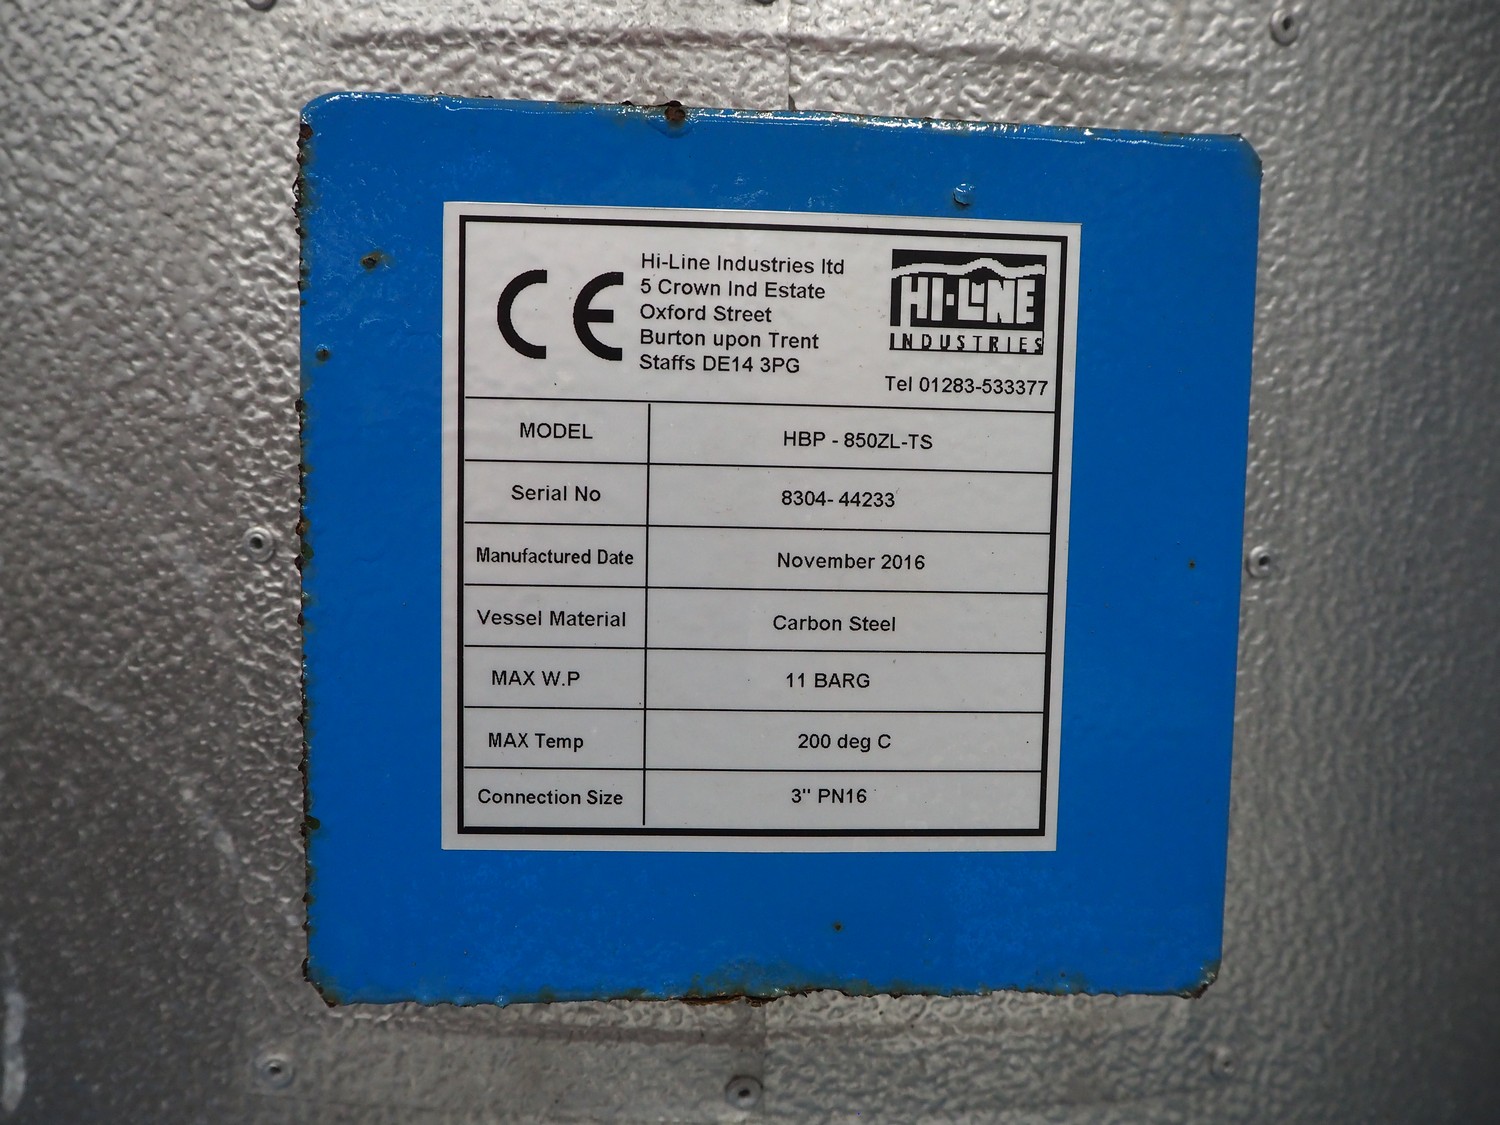 CE
Hi-Line Industries ltd
5 Crown Ind Estate
Oxford Street
Burton upon Trent
Staffs DE14 3PG
HI-LINE
INDUSTRIES
Tel 01283-533377
MODEL HBP - 850ZL-TS
Serial No 8304- 44233
Manufactured Date November 2016
Vessel Material Carbon Steel
MAX W.P 11 BARG
MAX Temp 200 deg C
Connection Size 3" PN16